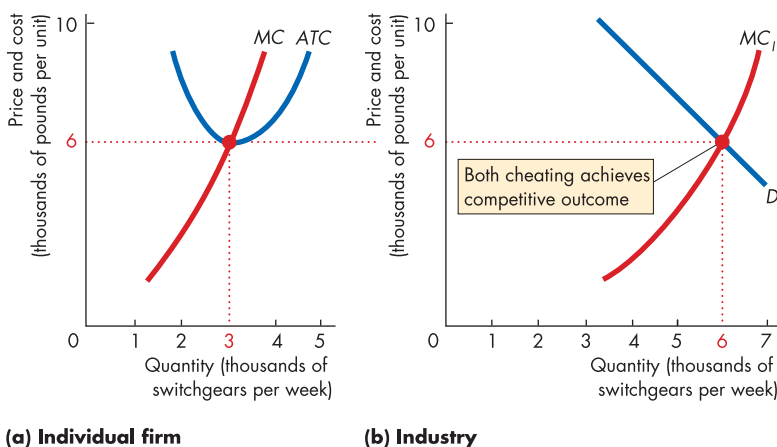 Price and cost
(thousands of pounds per unit)
10
6
0
MC
ATC
1
2
3
4
5
Quantity (thousands of
switchgears per week)
(a) Individual firm
Price and cost
(thousands of pounds per unit)
10
6
0
MCI
D
Both cheating achieves
competitive outcome
1
2
3
4
5
6
7
Quantity (thousands of
switchgears per week)
(b) Industry